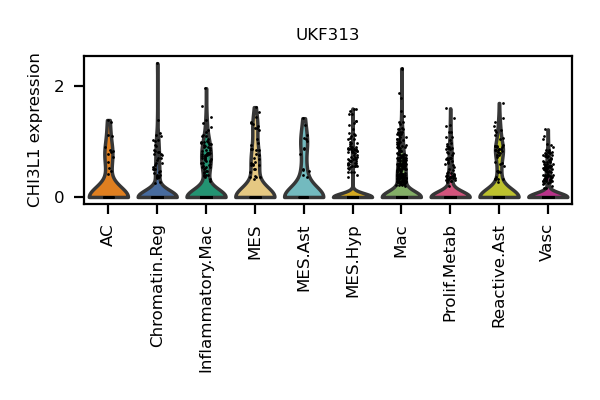 UKF313
CHI3L1 expression
2
0
AC
Chromatin.Reg
Inflammatory.Mac
MES
MES.Ast
MES.Hyp
Mac
Prolif.Metab
Reactive.Ast
Vasc